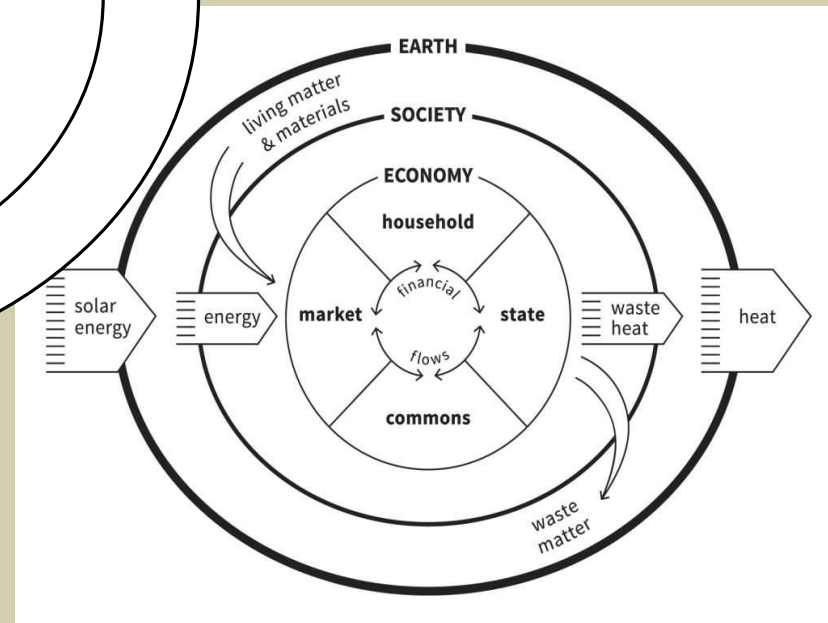 EARTH
living matter
& materials
SOCIETY
ECONOMY
household
financial
solar
energy
energy
market
state
waste
heat
heat
flows
commons
waste
matter